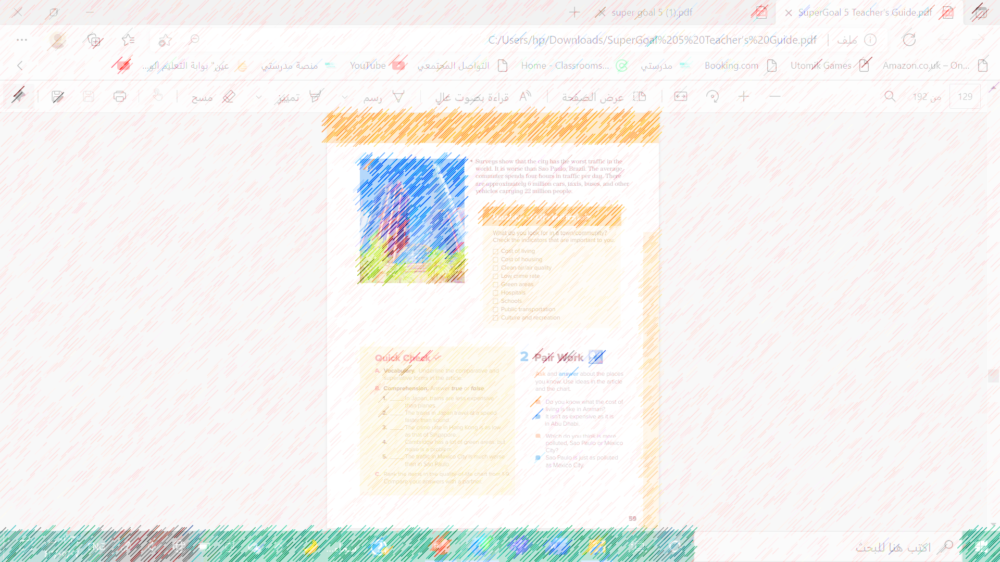 super goal 5 (1).pdf
SuperGoal 5 Teacher's Guide.pdf
C:/Users/hp/Downloads/SuperGoal%205%20Teacher's%20Guide.pdf
ملف
عين" بوابة التعليم الو...
منصة مدرستي
YouTube
التواصل المجتمعي
Home - Classrooms...
مدرستي
Booking.com
Utomik Games
Amazon.co.uk – On...
مسح
تمييز
رسم
قراءة بصوت عالٍ
عرض الصفحة
من 192
129
Surveys show that the city has the worst traffic in the
world. It is worse than Sao Paulo, Brazil. The average
commuter spends four hours in traffic per day. There
are approximately 6 million cars, taxis, buses, and other
vehicles carrying 22 million people.
What do you look for in a town/community?
Check the indicators that are important to you.
Cost of living
Cost of housing
Clean air/air quality
Low crime rate
Green areas
Hospitals
Schools
Public transportation
Culture and recreation
Quick Check ✓
A. Vocabulary. Underline the comparative and
superlative forms in the article.
B. Comprehension. Answer true or false.
1. ____ In Japan, trains are less expensive
than planes.
2. ____ The trains in Japan travel at a speed
faster than sound.
3. ____ The crime rate in Hong Kong is as low
as that of Singapore.
4. ____ Cambridge has a lot of green areas, but
noise is a problem.
5. ____ The traffic in Mexico City is much worse
than in Sao Paulo.
C. Rank the items in the quality-of-life chart from 1-9.
Compare your answers with a partner.
2 Pair Work
Ask and answer about the places
you know. Use ideas in the article
and the chart.
Do you know what the cost of
living is like in Amman?
It isn't as expensive as it is
in Abu Dhabi.
Which do you think is more
polluted, Sao Paulo or Mexico
City?
Sao Paulo is just as polluted
as Mexico City.
59
ENG
اكتب هنا للبحث